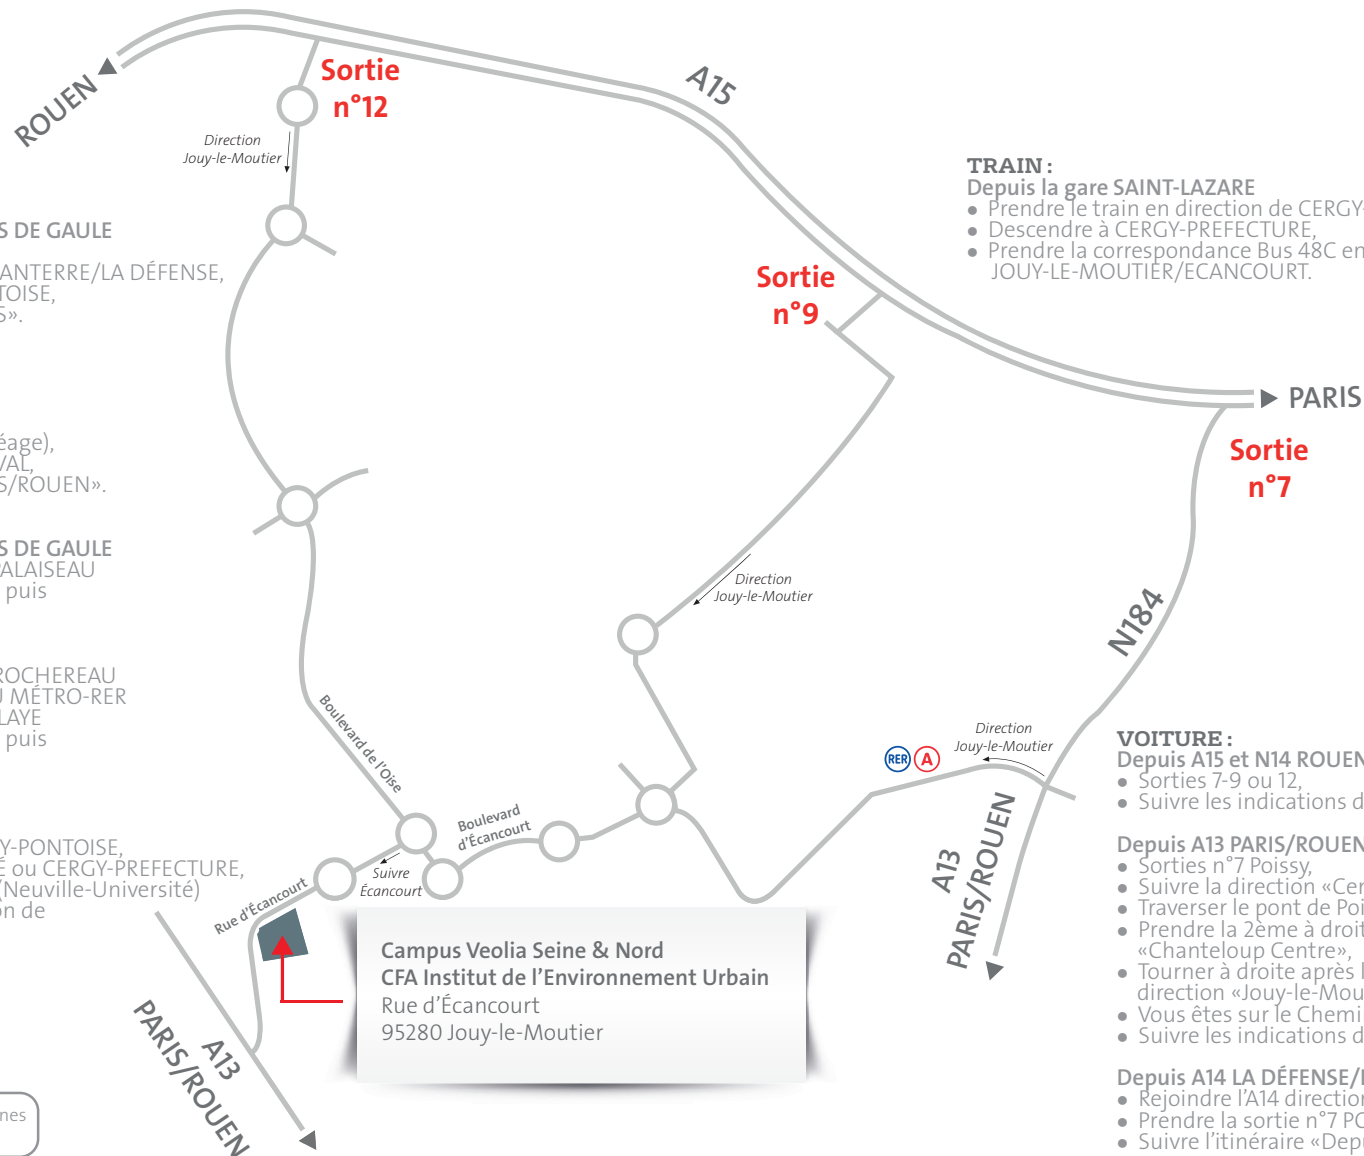 ROUEN
Sortie
n°12
A15
Direction
Jouy-le-Moutier
TRAIN :
Depuis la gare SAINT-LAZARE
• Prendre le train en direction de CERGY-
• Descendre à CERGY-PREFECTURE,
• Prendre la correspondance Bus 48C en
JOUY-LE-MOUTIER/ECANCOURT.
S DE GAULE
ANTERRE/LA DÉFENSE,
TOISE,
S».
Sortie
n°9
PARIS
Sortie
n°7
éage),
VAL,
S/ROUEN».
S DE GAULE
PALAISEAU
puis
Direction
Jouy-le-Moutier
N184
ROCHEREAU
U MÉTRO-RER
LAYE
puis
Boulevard de l'Oise
Direction
Jouy-le-Moutier
RER A
A13
PARIS/ROUEN
VOITURE :
Depuis A15 et N14 ROUEN
• Sorties 7-9 ou 12,
• Suivre les indications d
Depuis A13 PARIS/ROUEN
• Sorties n°7 Poissy,
• Suivre la direction «Cer
• Traverser le pont de Poi
• Prendre la 2ème à droit
«Chanteloup Centre»,
• Tourner à droite après l
direction «Jouy-le-Mou
• Vous êtes sur le Chemi
• Suivre les indications d
Depuis A14 LA DÉFENSE/
• Rejoindre l'A14 direction
• Prendre la sortie n°7 PO
• Suivre l'itinéraire «Depu
Y-PONTOISE,
É ou CERGY-PREFECTURE,
(Neuville-Université)
on de
Boulevard
d'Écancourt
Suivre
Écancourt
Rue d'Écancourt
Campus Veolia Seine & Nord
CFA Institut de l'Environnement Urbain
Rue d'Écancourt
95280 Jouy-le-Moutier
A13
PARIS/ROUEN
nes